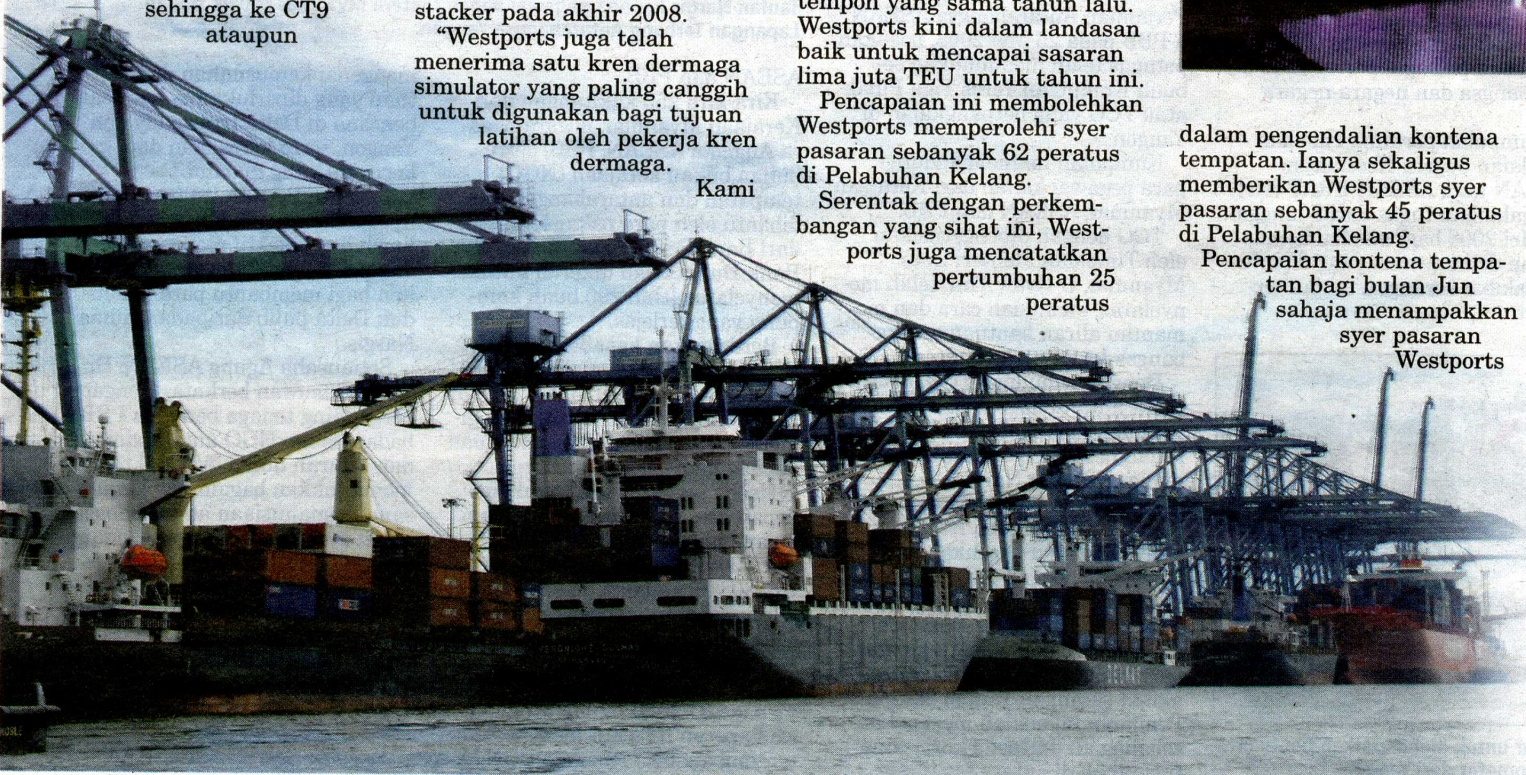 sehingga ke CT9
ataupun
stacker pada akhir 2008.
“Westports juga telah
menerima satu kren dermaga
simulator yang paling canggih
untuk digunakan bagi tujuan
latihan oleh pekerja kren
dermaga.
Kami
tempoh yang sama tahun lalu.
Westports kini dalam landasan
baik untuk mencapai sasaran
lima juta TEU untuk tahun ini.
Pencapaian ini membolehkan
Westports memperolehi syer
pasaran sebanyak 62 peratus
di Pelabuhan Kelang.
Serentak dengan perkem-
bangan yang sihat ini, West-
ports juga mencatatkan
pertumbuhan 25
peratus
dalam pengendalian kontena
tempatan. Ianya sekaligus
memberikan Westports syer
pasaran sebanyak 45 peratus
di Pelabuhan Kelang.
Pencapaian kontena tempa-
tan bagi bulan Jun
sahaja menampakkan
syer pasaran
Westports